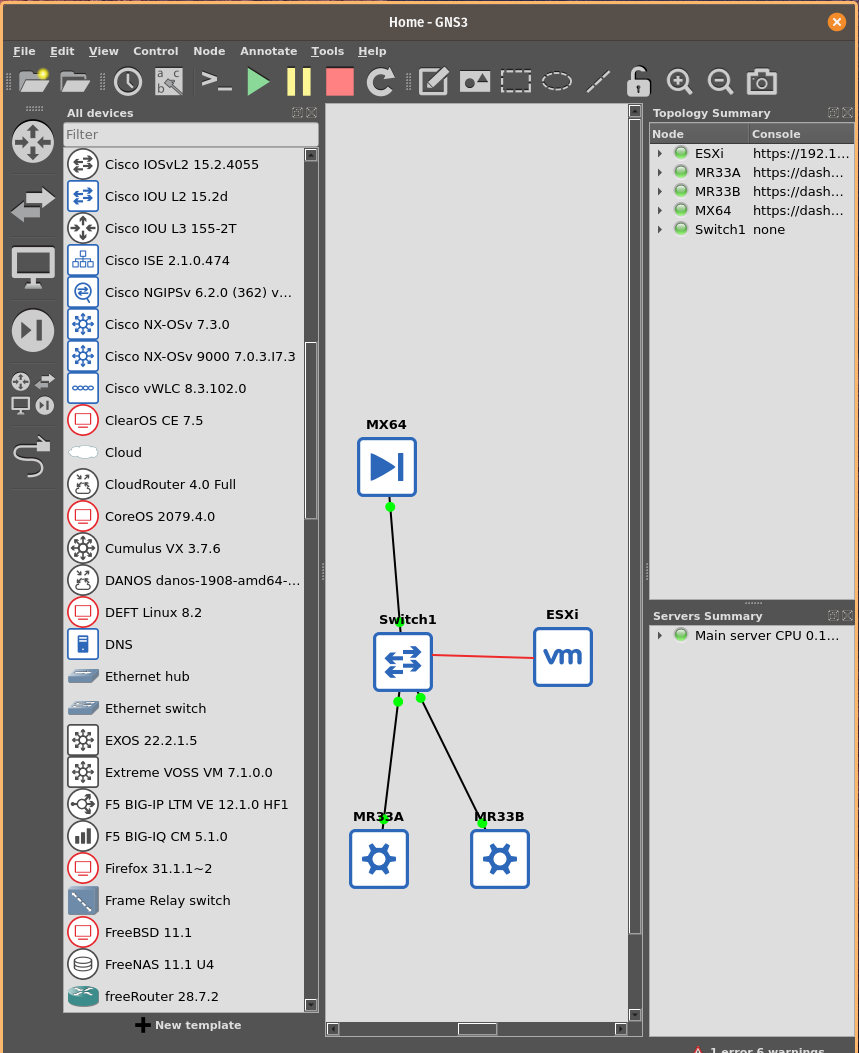 Home - GNS3
File Edit View Control Node Annotate Tools Help
a c
b
All devices
Filter
Cisco IOSvL2 15.2.4055
Cisco IOU L2 15.2d
Cisco IOU L3 155-2T
Cisco ISE 2.1.0.474
Cisco NGIPSv 6.2.0 (362) v...
Cisco NX-OSv 7.3.0
Cisco NX-OSv 9000 7.0.3.I7.3
Cisco vWLC 8.3.102.0
ClearOS CE 7.5
Cloud
CloudRouter 4.0 Full
CoreOS 2079.4.0
Cumulus VX 3.7.6
DANOS danos-1908-amd64-...
DEFT Linux 8.2
DNS
Ethernet hub
Ethernet switch
EXOS 22.2.1.5
Extreme VOSS VM 7.1.0.0
F5 BIG-IP LTM VE 12.1.0 HF1
F5 BIG-IQ CM 5.1.0
Firefox 31.1.1~2
Frame Relay switch
FreeBSD 11.1
FreeNAS 11.1 U4
freeRouter 28.7.2
New template
MX64
Switch1
ESXi
vm
MR33A
MR33B
Topology Summary
Node Console
ESXi https://192.1...
MR33A https://dash...
MR33B https://dash...
MX64 https://dash...
Switch1 none
Servers Summary
Main server CPU 0.1...
1 error 6 warnings